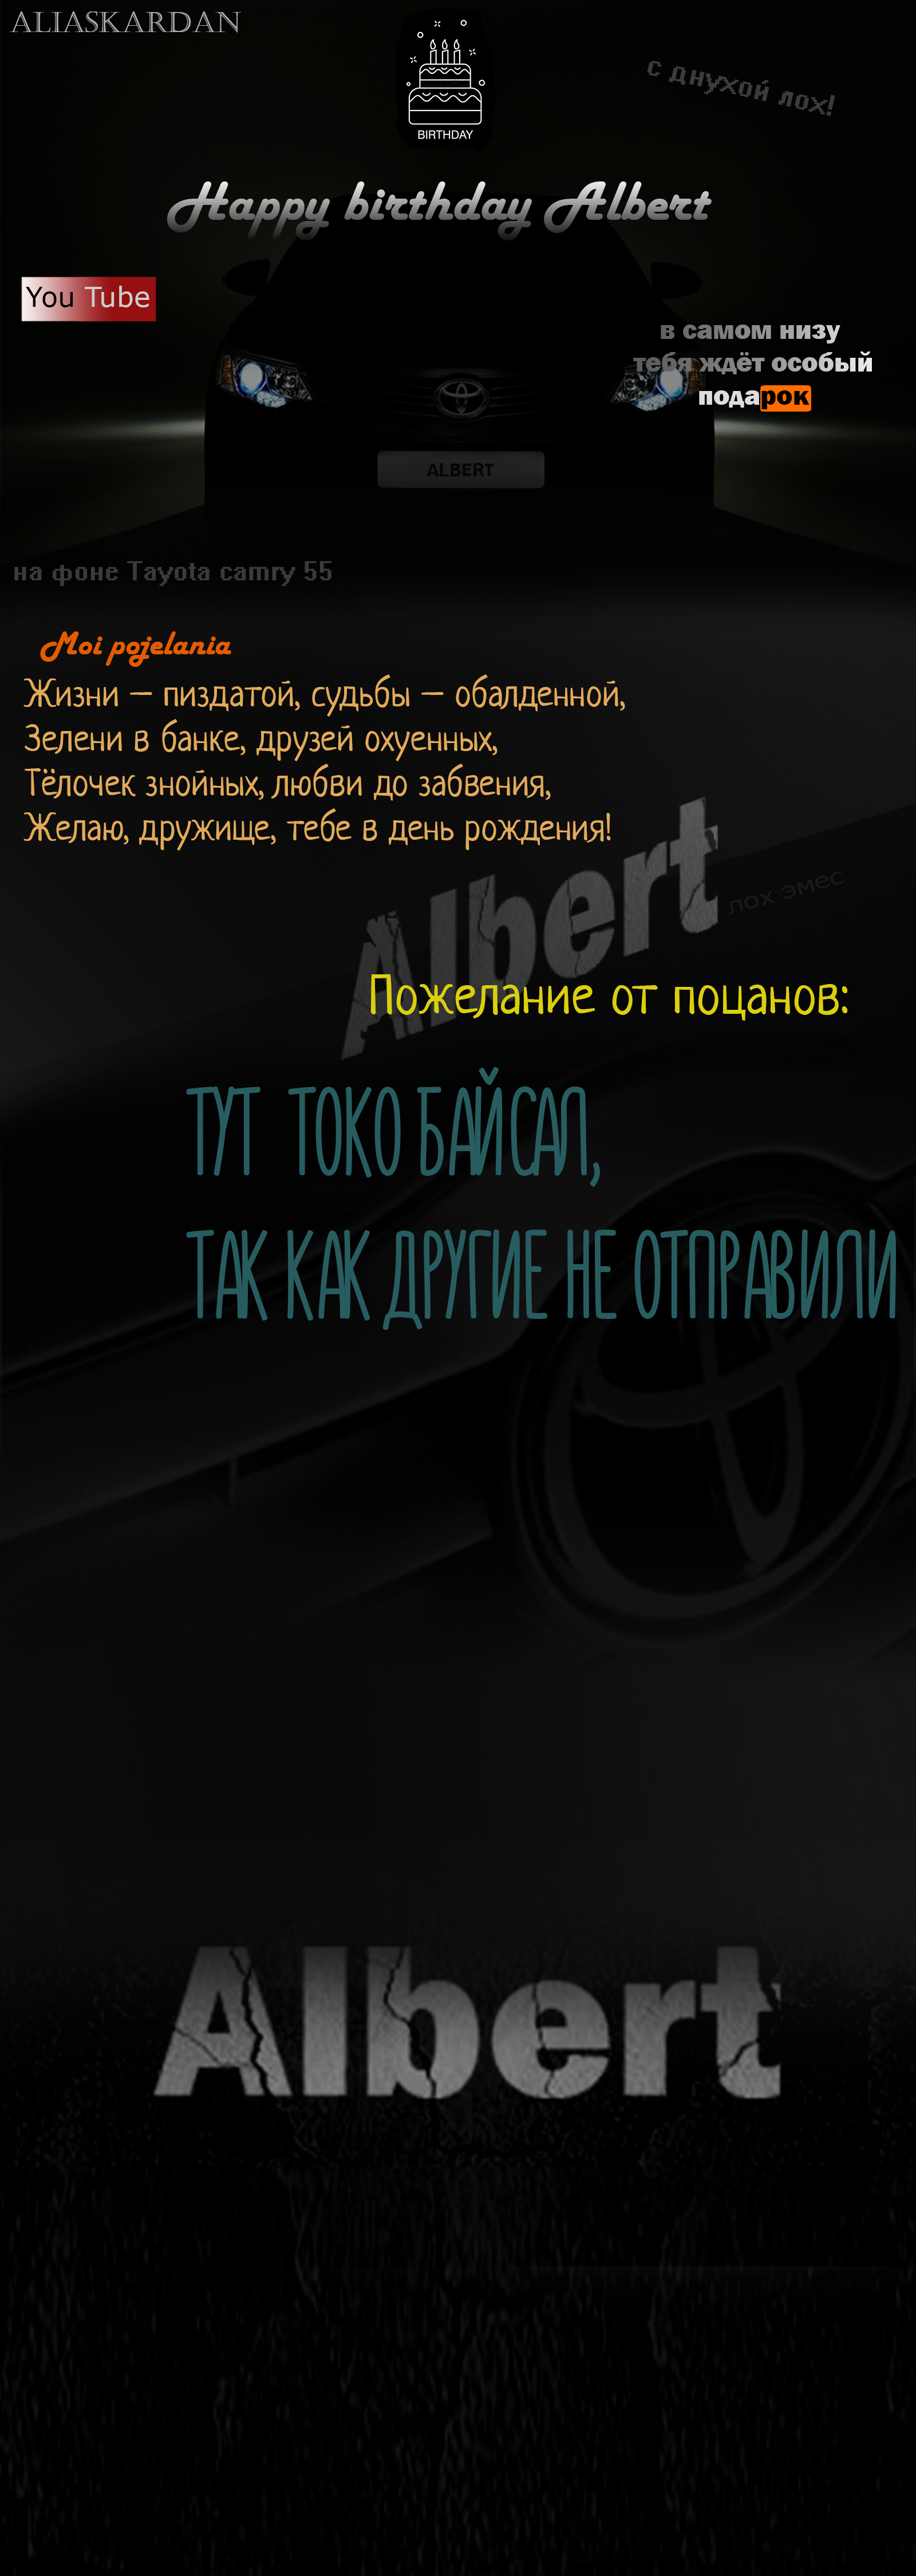 ALIASKARDAN
BIRTHDAY
с днухой лох!
Happy birthday Albert
You Tube
в самом низу
тебя ждёт особый
подарок
ALBERT
на фоне Tayota camry 55
Moi pojelania
Жизни – пиздатой, судьбы – обалденной,
Зелени в банке, друзей охуенных,
Тёлочек знойных, любви до забвения,
Желаю, дружище, тебе в день рождения!
Albert
лох эмес
Пожелание от поцанов:
ТУТ ТОКО БАЙСАЛ,
ТАК КАК ДРУГИЕ НЕ ОТПРАВИЛИ
Albert